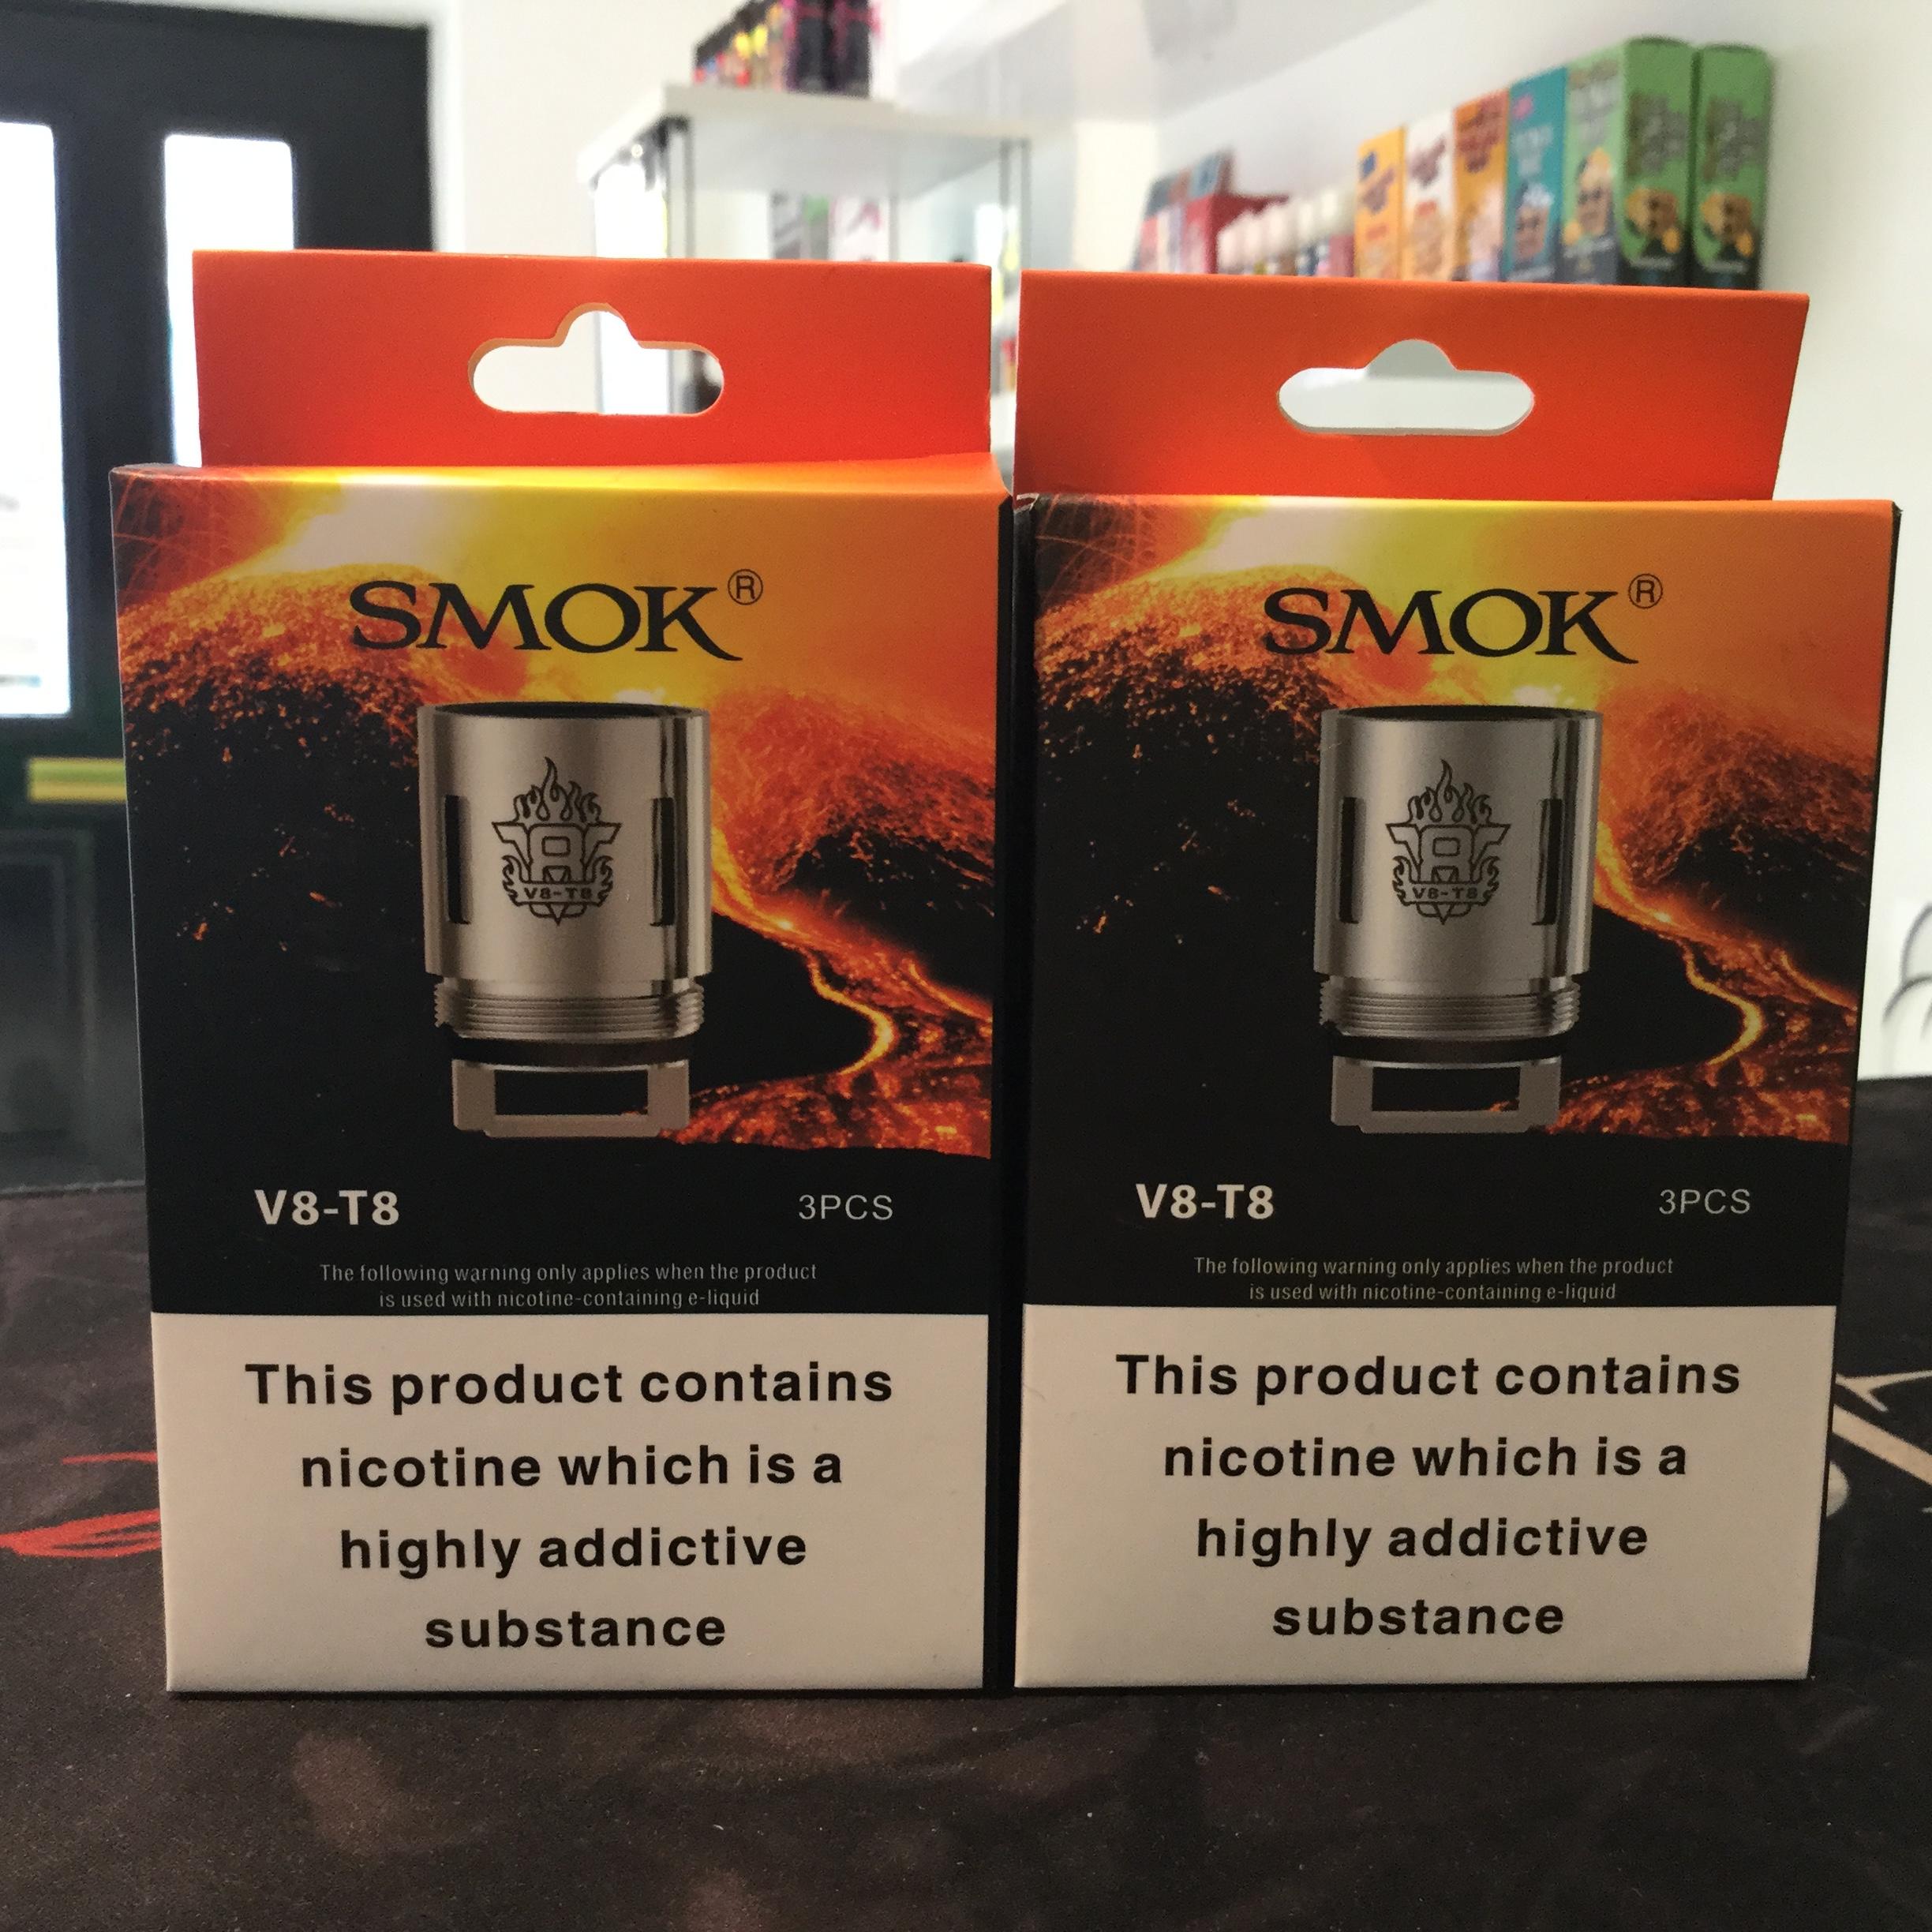 SMOK®
V8-T8
V8-T8 3PCS
The following warning only applies when the product
is used with nicotine-containing e-liquid
This product contains
nicotine which is a
highly addictive
substance
SMOK®
V8-T8
V8-T8 3PCS
The following warning only applies when the product
is used with nicotine-containing e-liquid
This product contains
nicotine which is a
highly addictive
substance